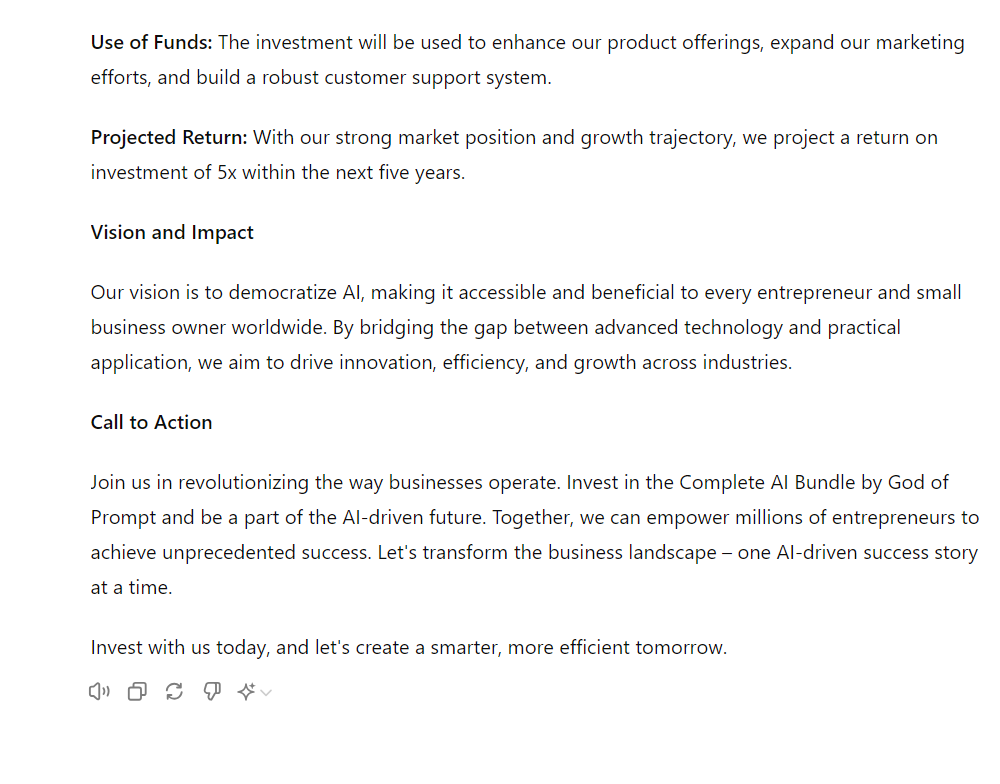 Use of Funds: The investment will be used to enhance our product offerings, expand our marketing
efforts, and build a robust customer support system.
Projected Return: With our strong market position and growth trajectory, we project a return on
investment of 5x within the next five years.
Vision and Impact
Our vision is to democratize AI, making it accessible and beneficial to every entrepreneur and small
business owner worldwide. By bridging the gap between advanced technology and practical
application, we aim to drive innovation, efficiency, and growth across industries.
Call to Action
Join us in revolutionizing the way businesses operate. Invest in the Complete AI Bundle by God of
Prompt and be a part of the AI-driven future. Together, we can empower millions of entrepreneurs to
achieve unprecedented success. Let's transform the business landscape – one AI-driven success story
at a time.
Invest with us today, and let's create a smarter, more efficient tomorrow.